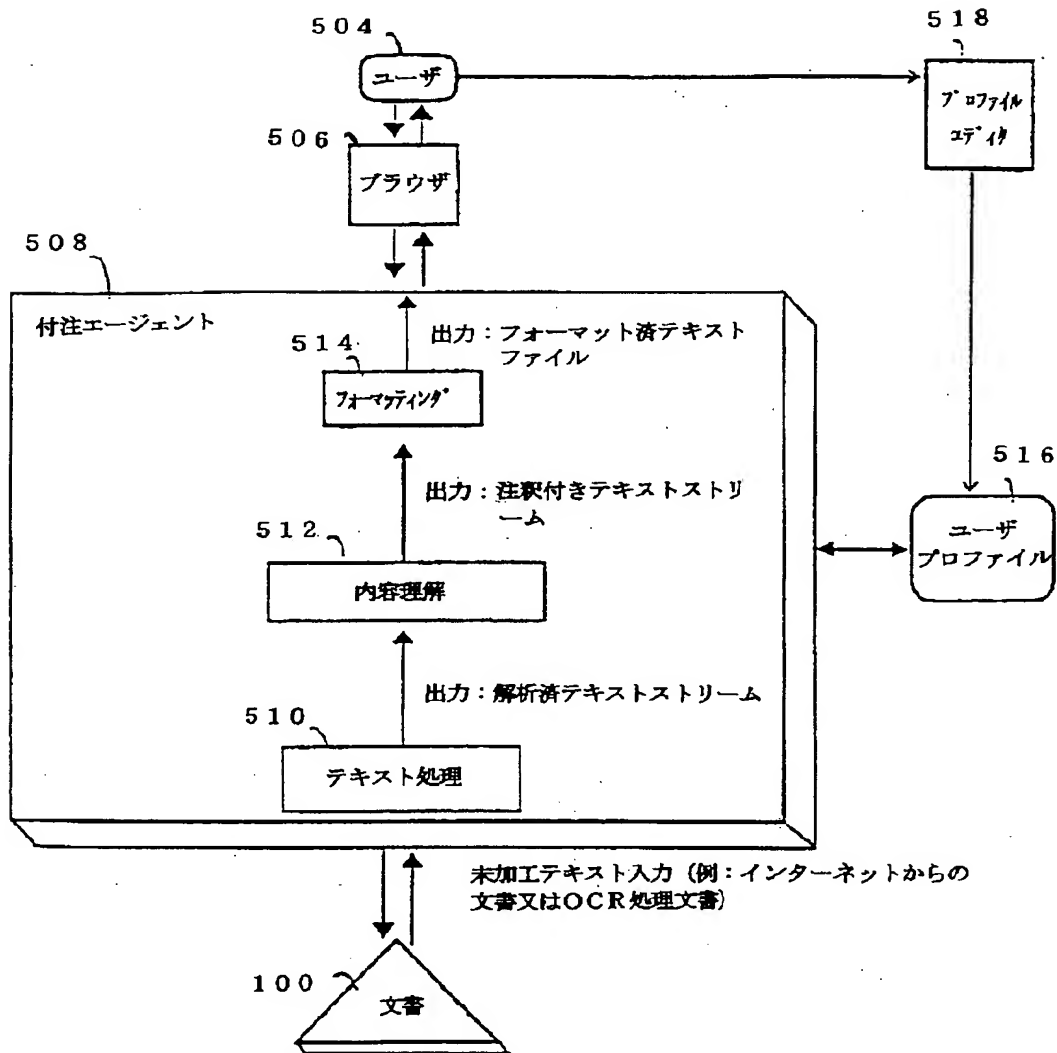 ５０４
ユーザ
５１８
プロファイル
エディタ
５０６
ブラウザ
５０８
付注エージェント
出力：フォーマット済テキスト
ファイル
５１４
フォーマッティング
出力：注釈付きテキストストリ
ーム
５１２
内容理解
５１６
ユーザ
プロファイル
出力：解析済テキストストリーム
５１０
テキスト処理
未加工テキスト入力（例：インターネットからの
文書又はＯＣＲ処理文書）
１００
文書